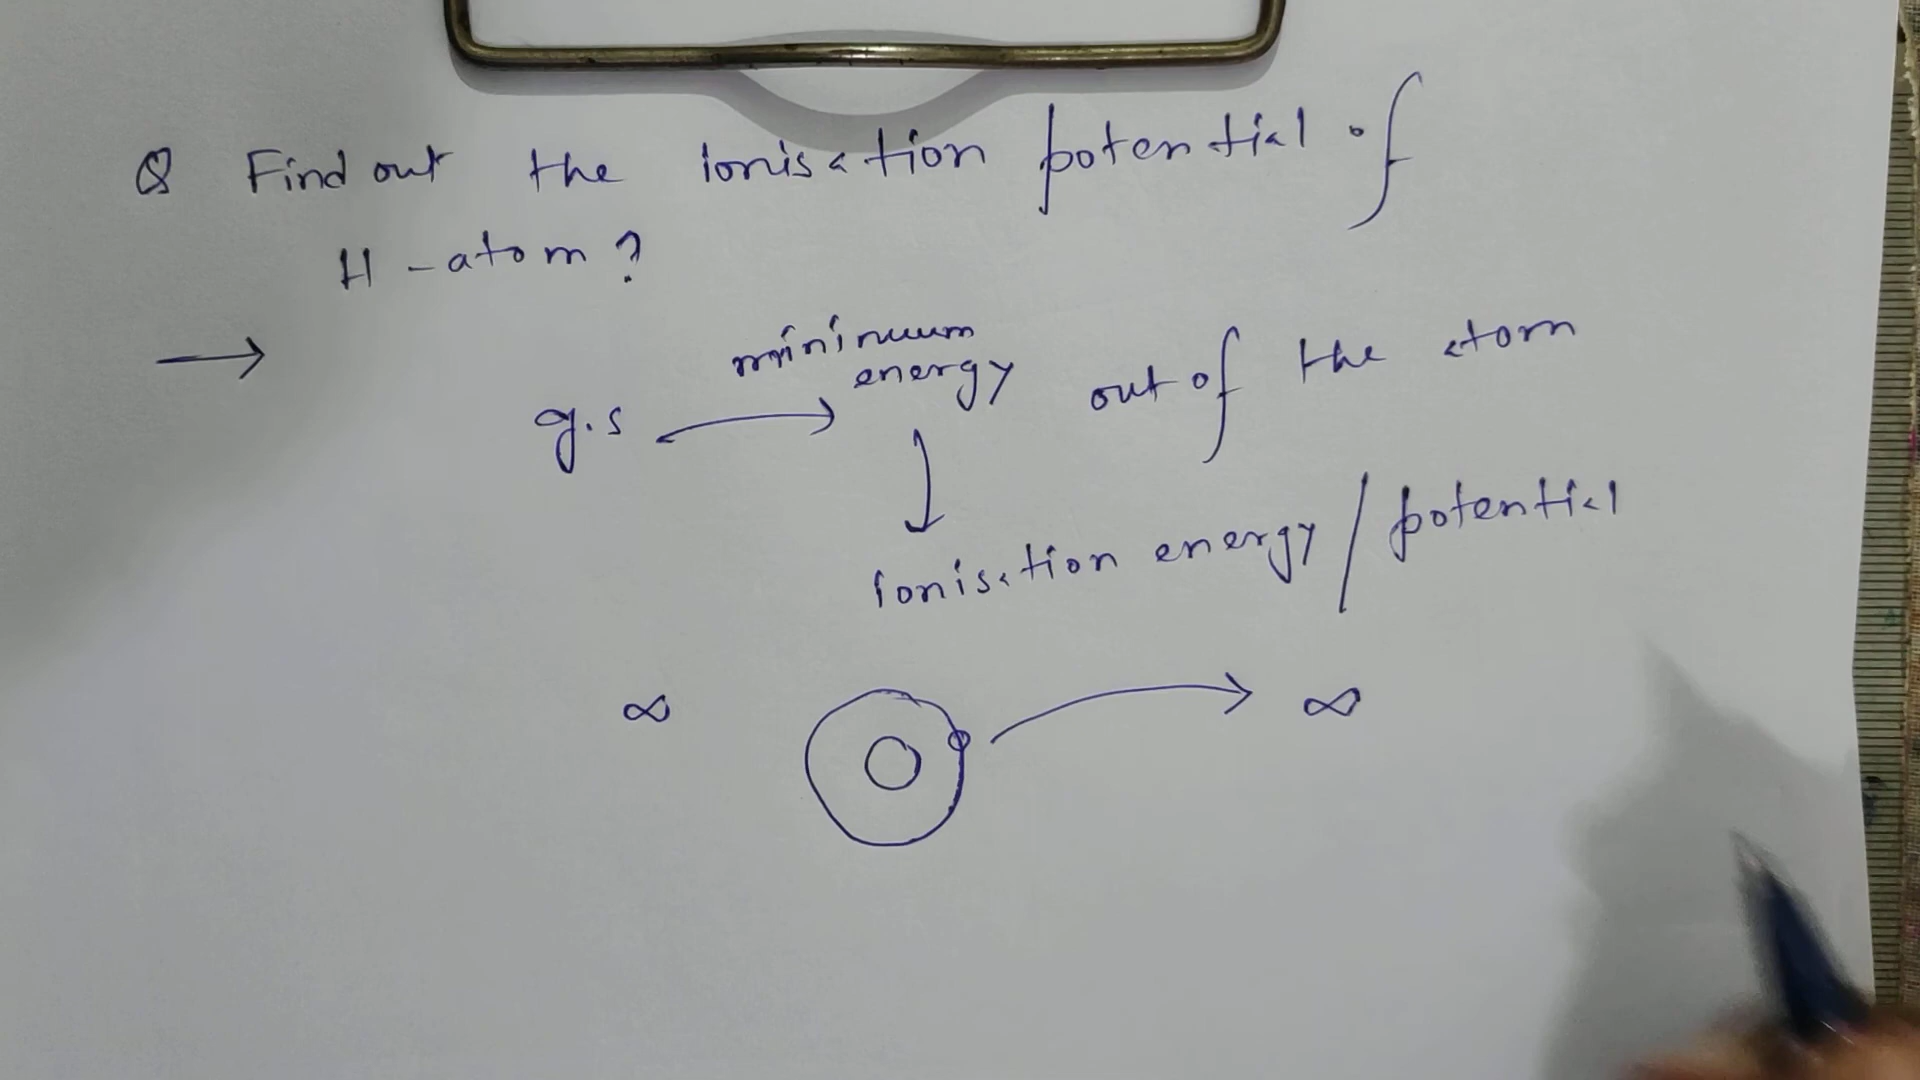 Q Find out the ionisation potential of
H-atom?
→
minimum
g.s → energy out of the atom
↓
ionisation energy / potential
∞ → ∞